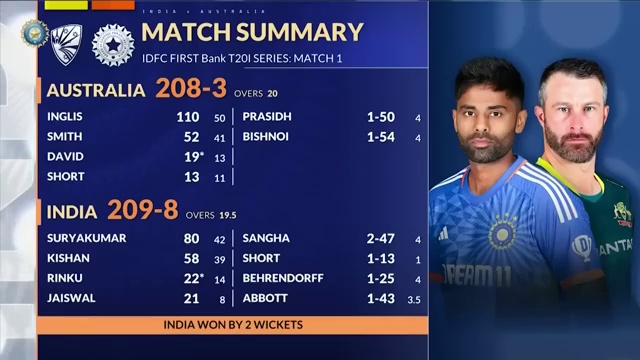 INDIA v AUSTRALIA
MATCH SUMMARY
IDFC FIRST Bank T20I SERIES: MATCH 1
AUSTRALIA 208-3 OVERS 20
INGLIS 110 50 PRASIDH 1-50 4
SMITH 52 41 BISHNOI 1-54 4
DAVID 19* 13
SHORT 13 11
INDIA 209-8 OVERS 19.5
SURYAKUMAR 80 42 SANGHA 2-47 4
KISHAN 58 39 SHORT 1-13 1
RINKU 22* 14 BEHRENDORFF 1-25 4
JAISWAL 21 8 ABBOTT 1-43 3.5
INDIA WON BY 2 WICKETS
DREAM11